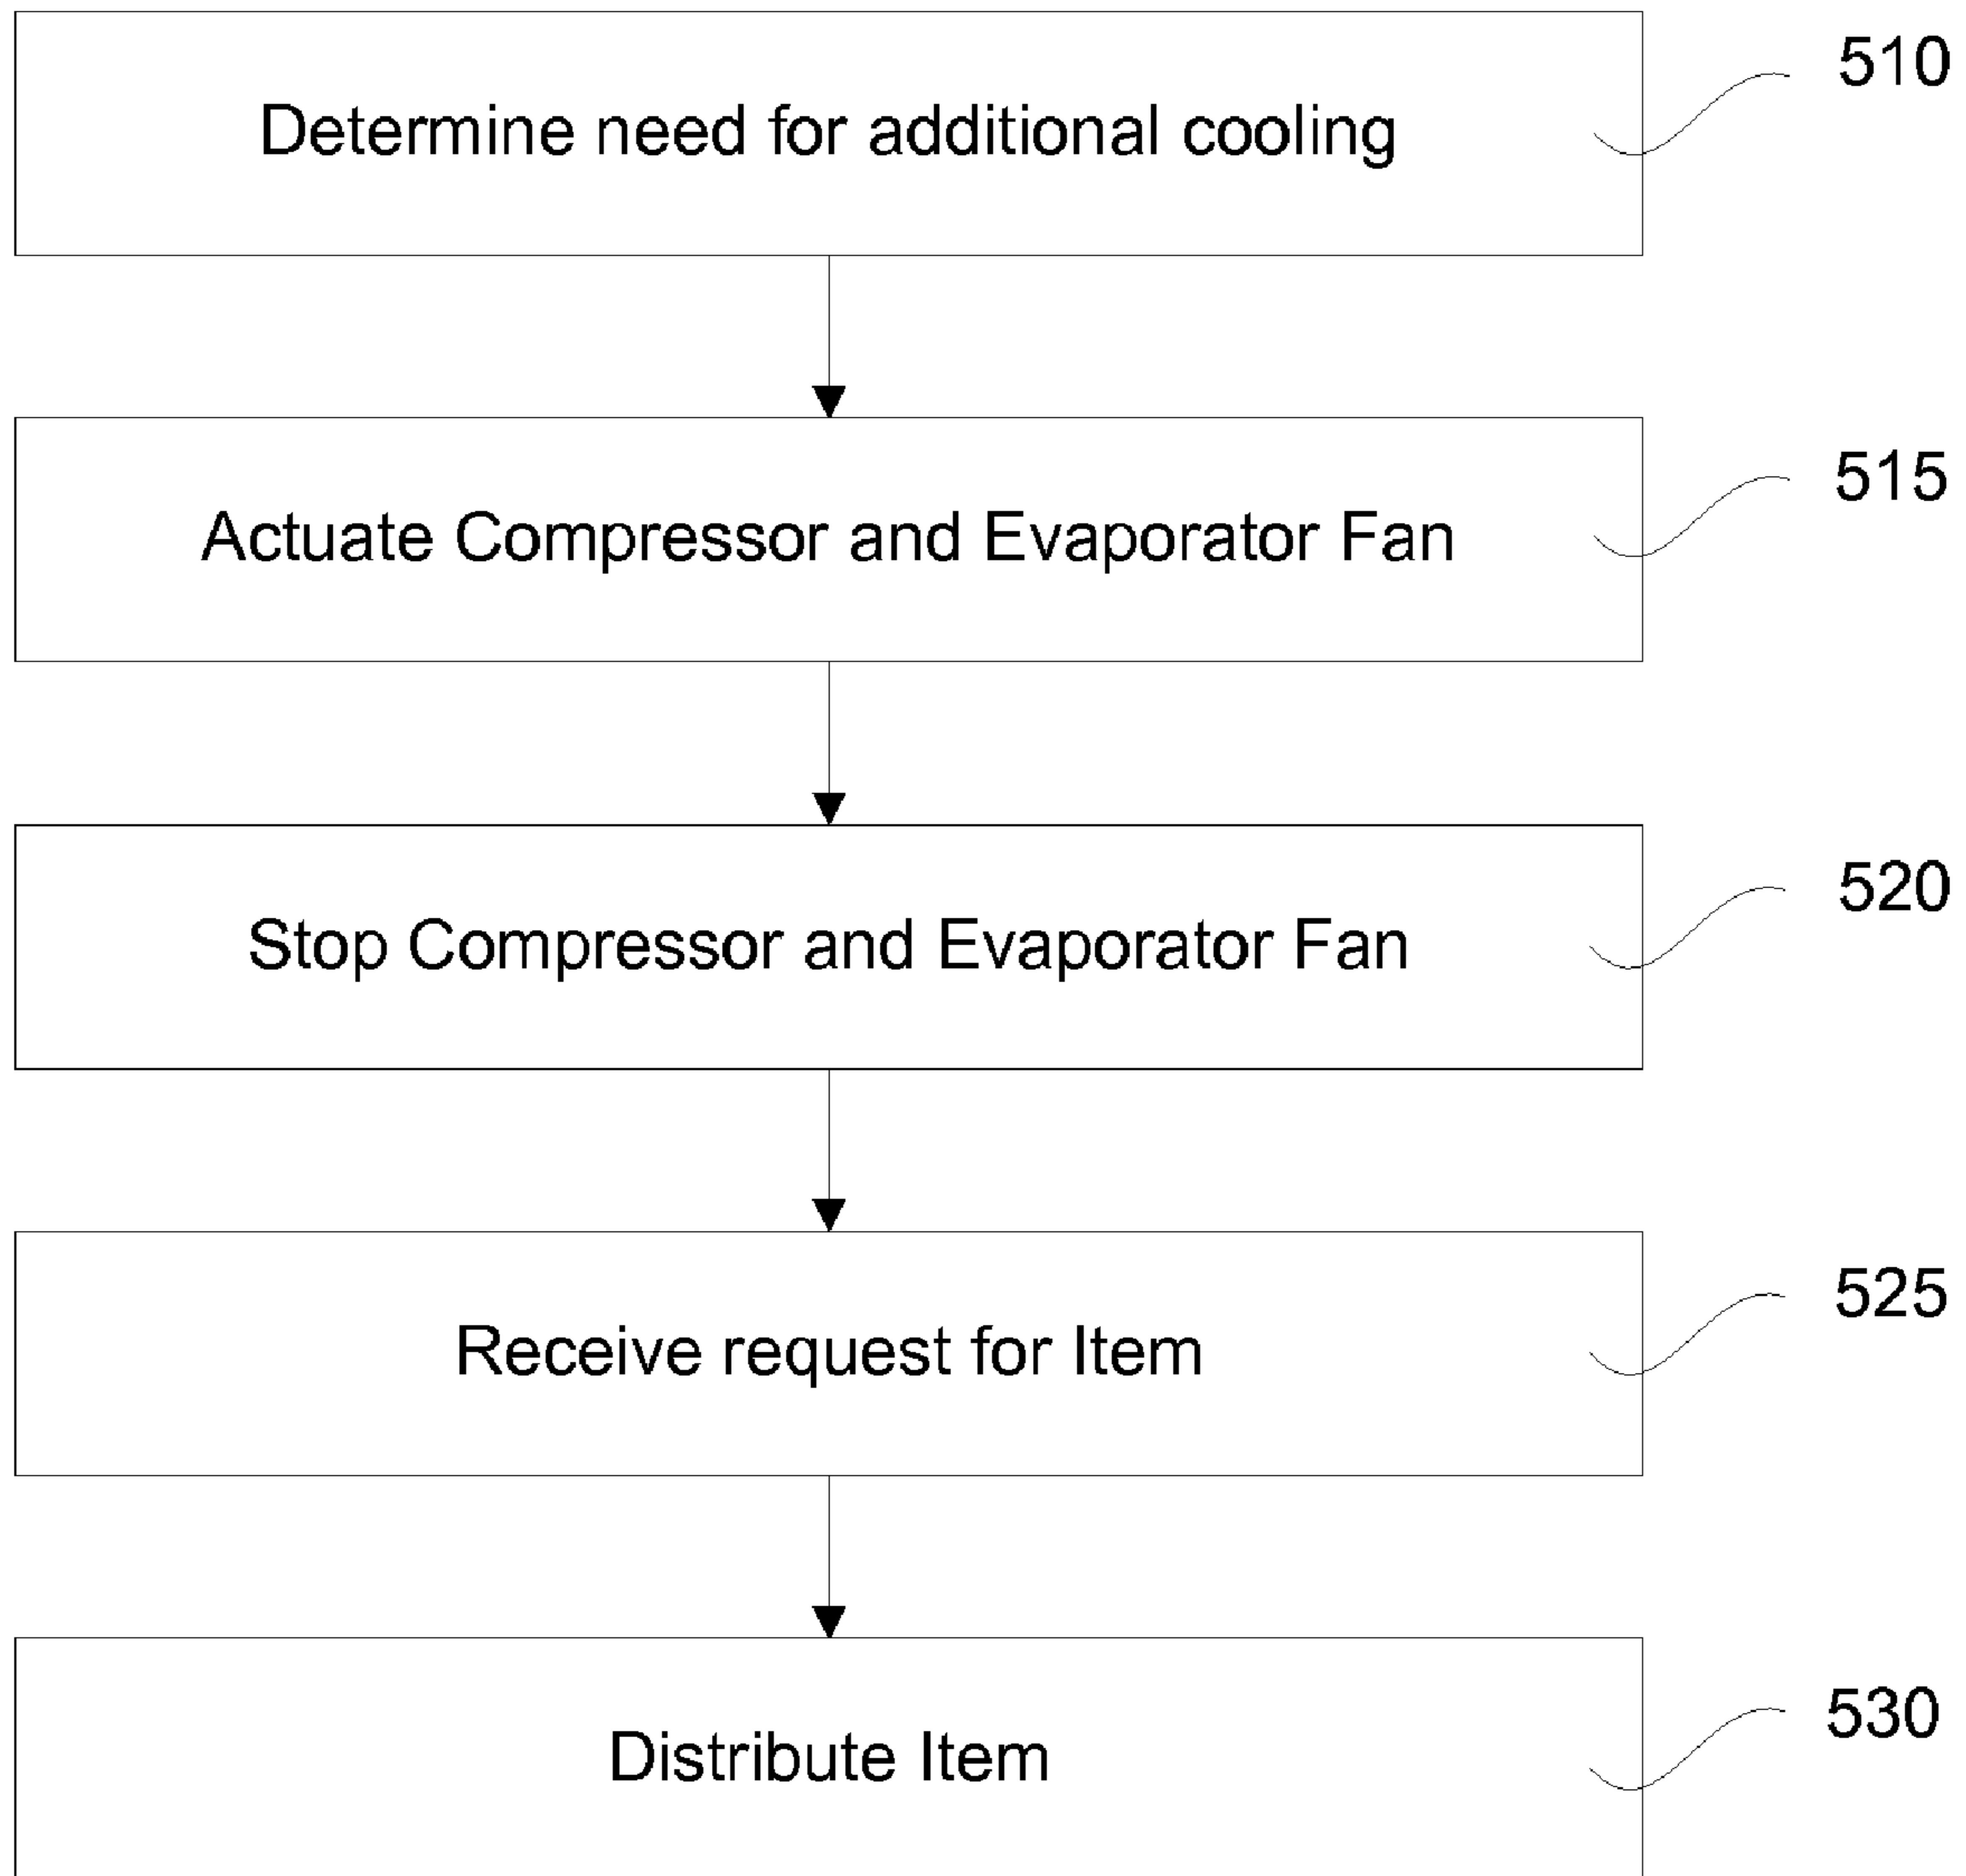 Determine need for additional cooling
510
Actuate Compressor and Evaporator Fan
515
Stop Compressor and Evaporator Fan
520
Receive request for Item
525
Distribute Item
530